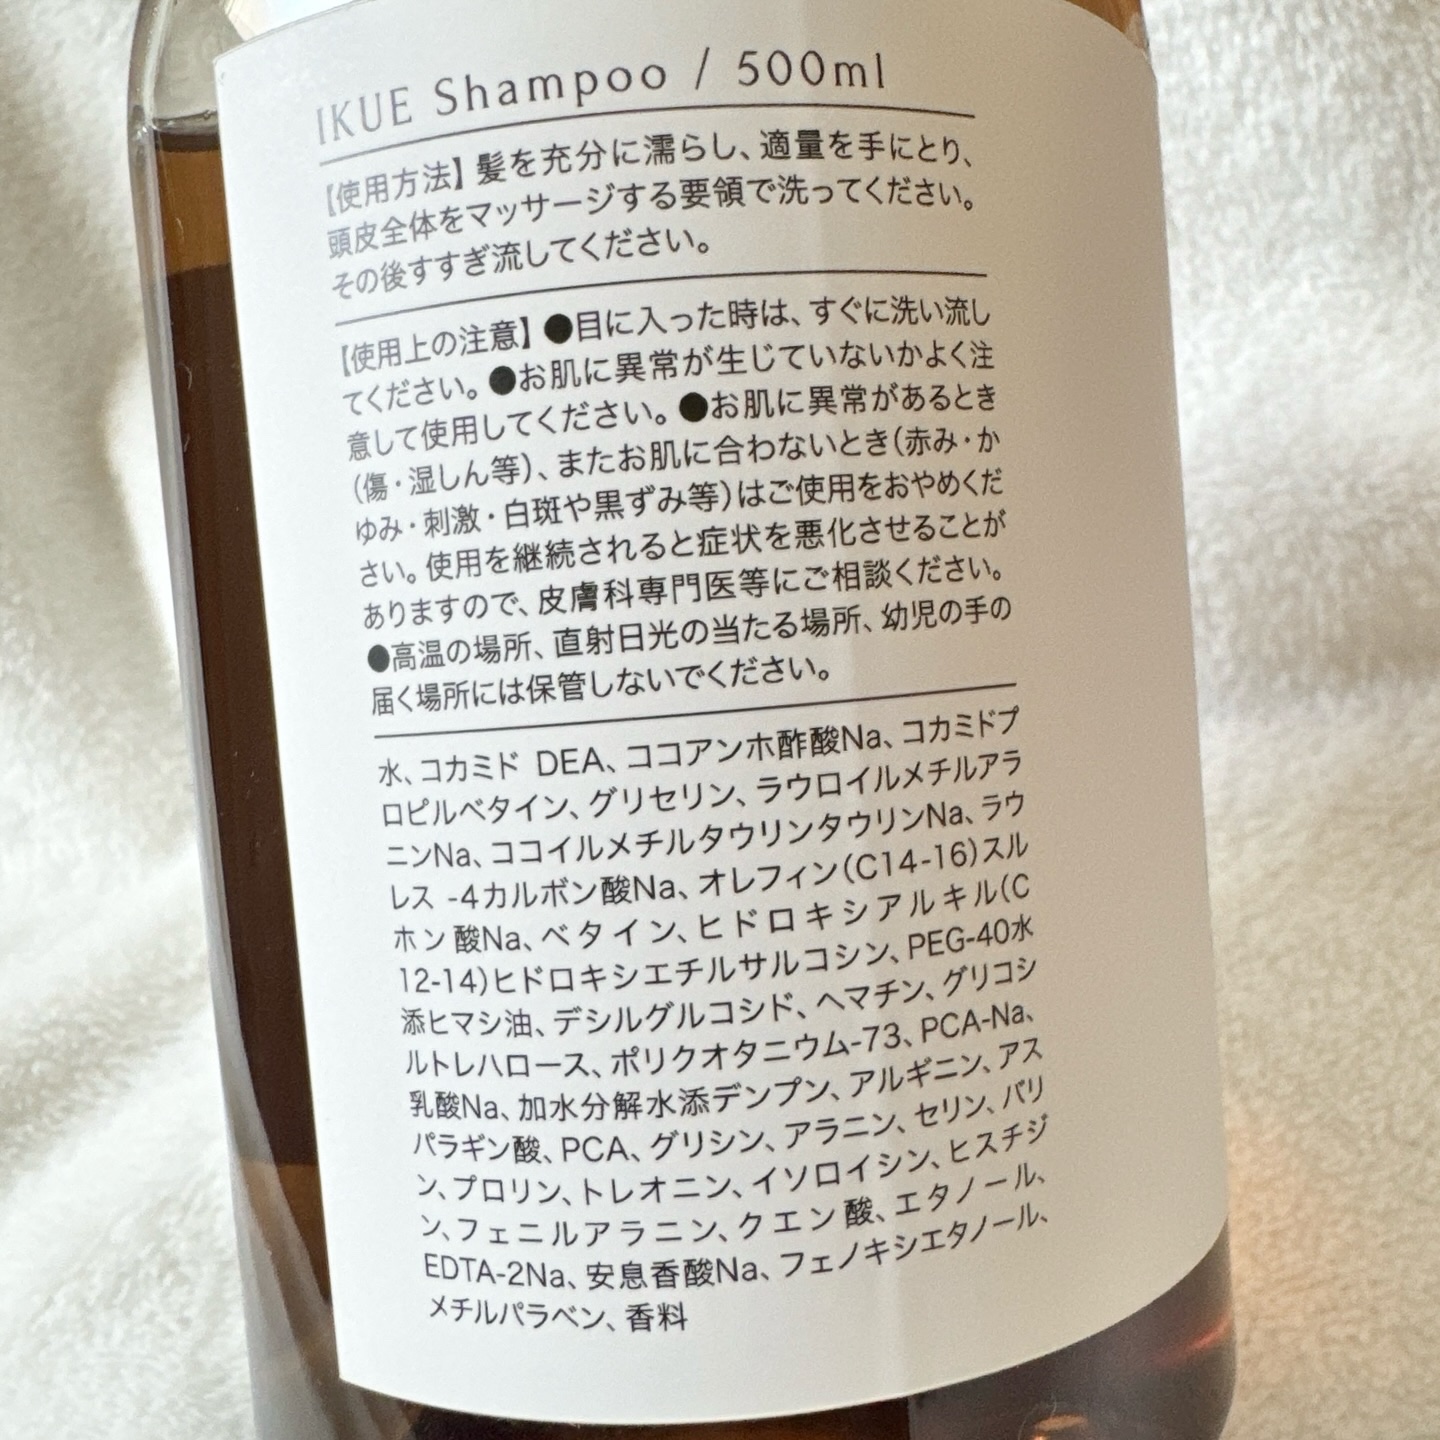 IKUE Shampoo / 500ml
【使用方法】髪を充分に濡らし、適量を手にとり、
頭皮全体をマッサージする要領で洗ってください。
その後すすぎ流してください。
【使用上の注意】●目に入った時は、すぐに洗い流し
てください。●お肌に異常が生じていないかよく注
意して使用してください。●お肌に異常があるとき
(傷・湿しん等)、またお肌に合わないとき(赤み・か
ゆみ・刺激・白斑や黒ずみ等)はご使用をおやめくだ
さい。使用を継続されると症状を悪化させることが
ありますので、皮膚科専門医等にご相談ください。
●高温の場所、直射日光の当たる場所、幼児の手の
届く場所には保管しないでください。
水、コカミド DEA、ココアンホ酢酸Na、コカミドプ
ロピルベタイン、グリセリン、ラウロイルメチルアラ
ニンNa、ココイルメチルタウリンタウリンNa、ラウ
レス -4カルボン酸Na、オレフィン(C14-16)スル
ホン酸Na、ベタイン、ヒドロキシアルキル(C
12-14)ヒドロキシエチルサルコシン、PEG-40水
添ヒマシ油、デシルグルコシド、ヘマチン、グリコシ
ルトレハロース、ポリクオタニウム-73、PCA-Na、
乳酸Na、加水分解水添デンプン、アルギニン、アス
パラギン酸、PCA、グリシン、アラニン、セリン、バリ
ン、プロリン、トレオニン、イソロイシン、ヒスチジ
ン、フェニルアラニン、クエン酸、エタノール、
EDTA-2Na、安息香酸Na、フェノキシエタノール、
メチルパラベン、香料